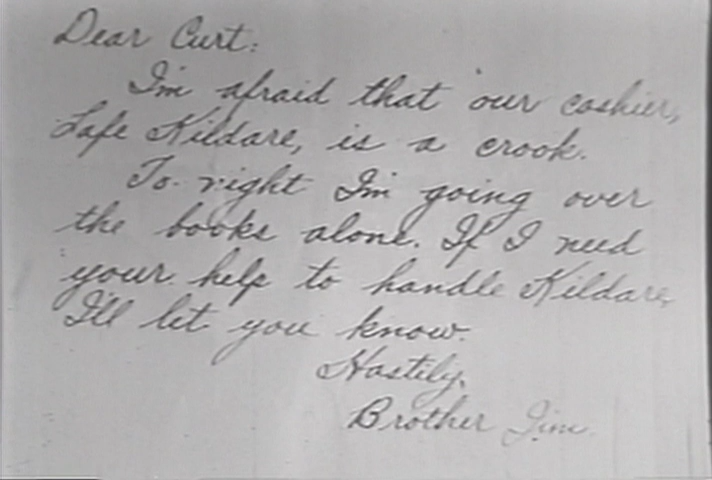 Dear Curt:
I'm afraid that our cashier,
Lafe Kildare, is a crook.
To-night I'm going over
the books alone. If I need
your help to handle Kildare,
I'll let you know.
Hastily,
Brother Jim.